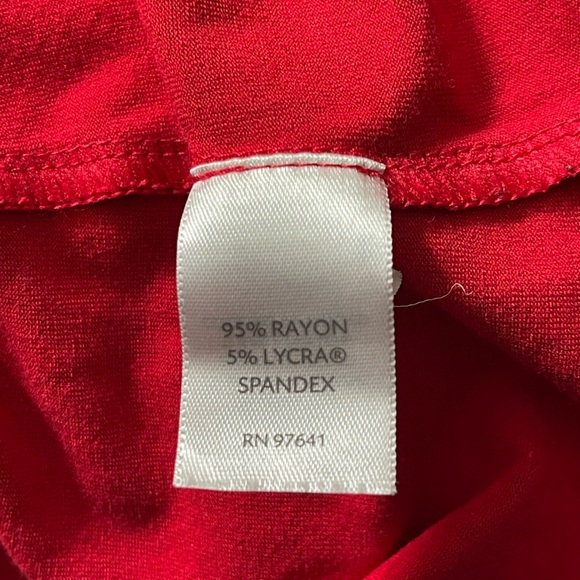 95% RAYON
5% LYCRA®
SPANDEX
RN 97641